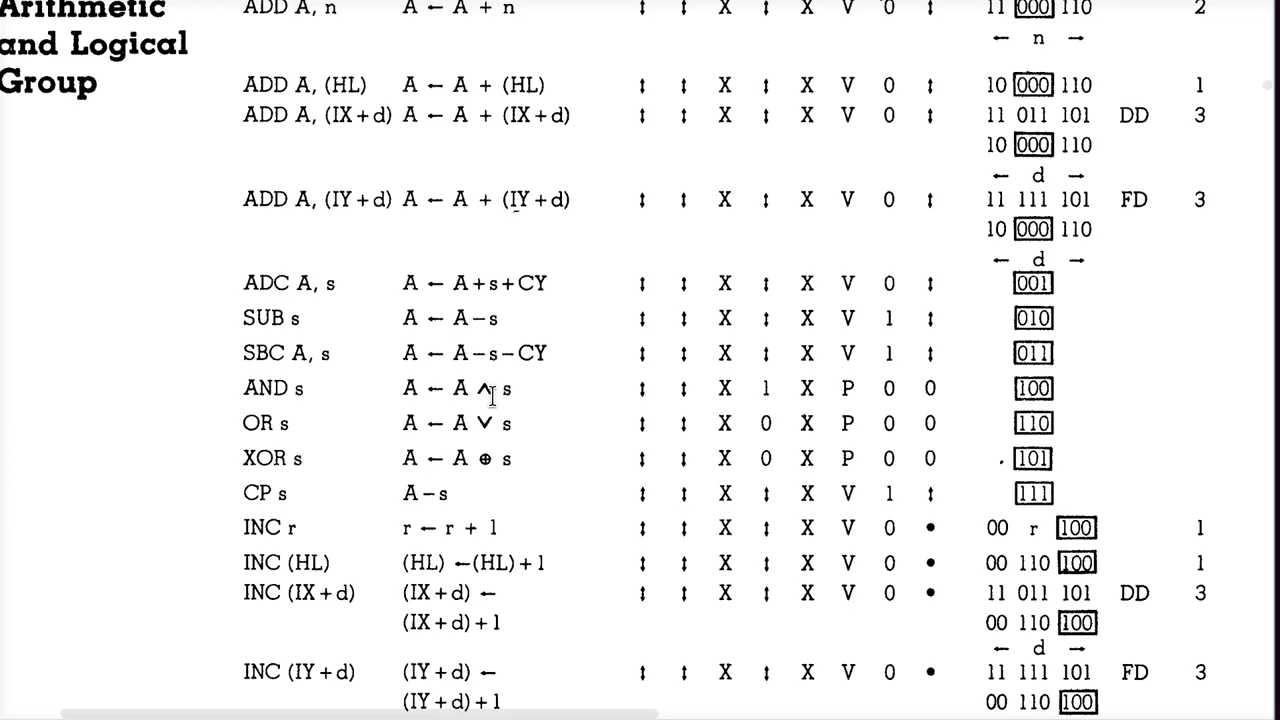 Arithmetic
and Logical
Group
ADD A, n A ← A + n ↕ ↕ X ↕ X V 0 ↕ 11 000 110 2
← n →
ADD A, (HL) A ← A + (HL) ↕ ↕ X ↕ X V 0 ↕ 10 000 110 1
ADD A, (IX+d) A ← A + (IX+d) ↕ ↕ X ↕ X V 0 ↕ 11 011 101 DD 3
10 000 110
← d →
ADD A, (IY+d) A ← A + (IY+d) ↕ ↕ X ↕ X V 0 ↕ 11 111 101 FD 3
10 000 110
← d →
ADC A, s A ← A+s+CY ↕ ↕ X ↕ X V 0 ↕ 001
SUB s A ← A−s ↕ ↕ X ↕ X V 1 ↕ 010
SBC A, s A ← A−s−CY ↕ ↕ X ↕ X V 1 ↕ 011
AND s A ← A ∧ s ↕ ↕ X 1 X P 0 0 100
OR s A ← A ∨ s ↕ ↕ X 0 X P 0 0 110
XOR s A ← A ⊕ s ↕ ↕ X 0 X P 0 0 101
CP s A−s ↕ ↕ X ↕ X V 1 ↕ 111
INC r r ← r + 1 ↕ ↕ X ↕ X V 0 • 00 r 100 1
INC (HL) (HL) ←(HL)+1 ↕ ↕ X ↕ X V 0 • 00 110 100 1
INC (IX+d) (IX+d) ← ↕ ↕ X ↕ X V 0 • 11 011 101 DD 3
(IX+d)+1 00 110 100
← d →
INC (IY+d) (IY+d) ← ↕ ↕ X ↕ X V 0 • 11 111 101 FD 3
(IY+d)+1 00 110 100